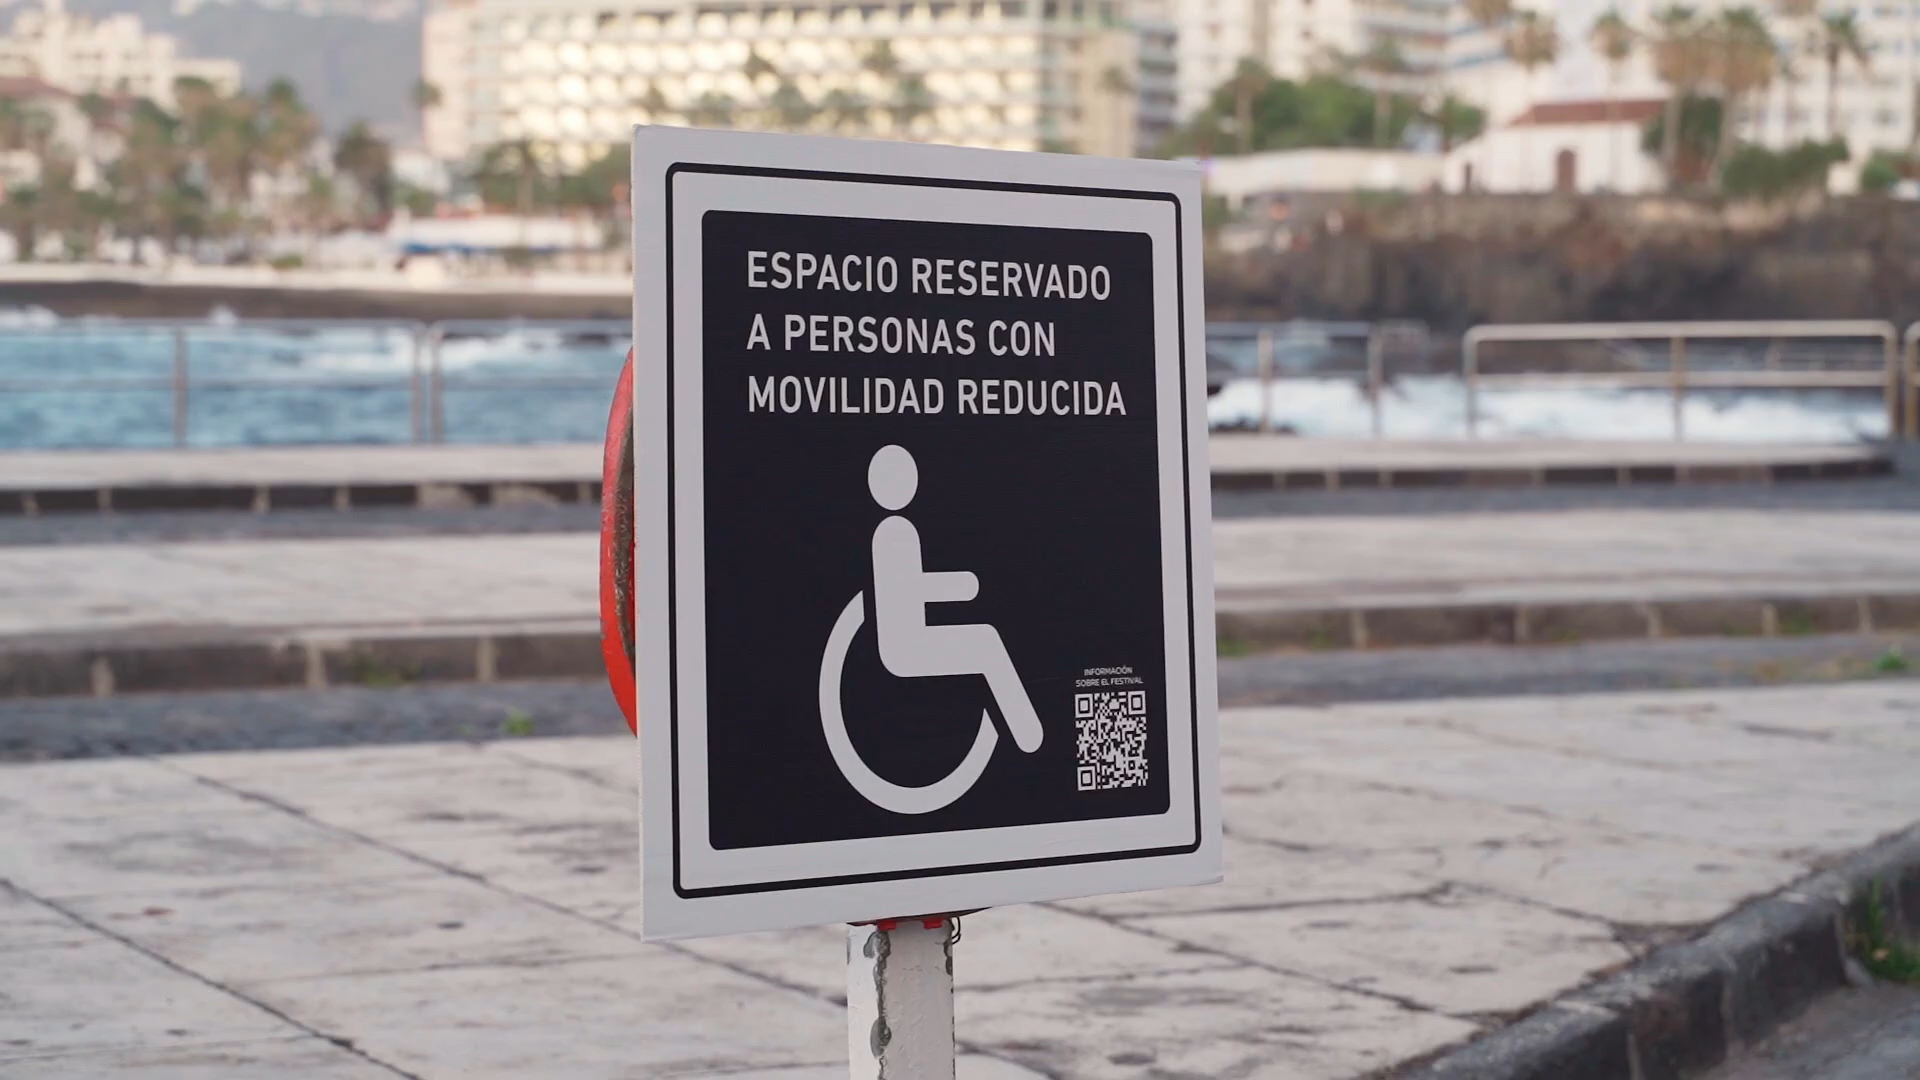 ESPACIO RESERVADO
A PERSONAS CON
MOVILIDAD REDUCIDA
INFORMACIÓN
SOBRE EL FESTIVAL